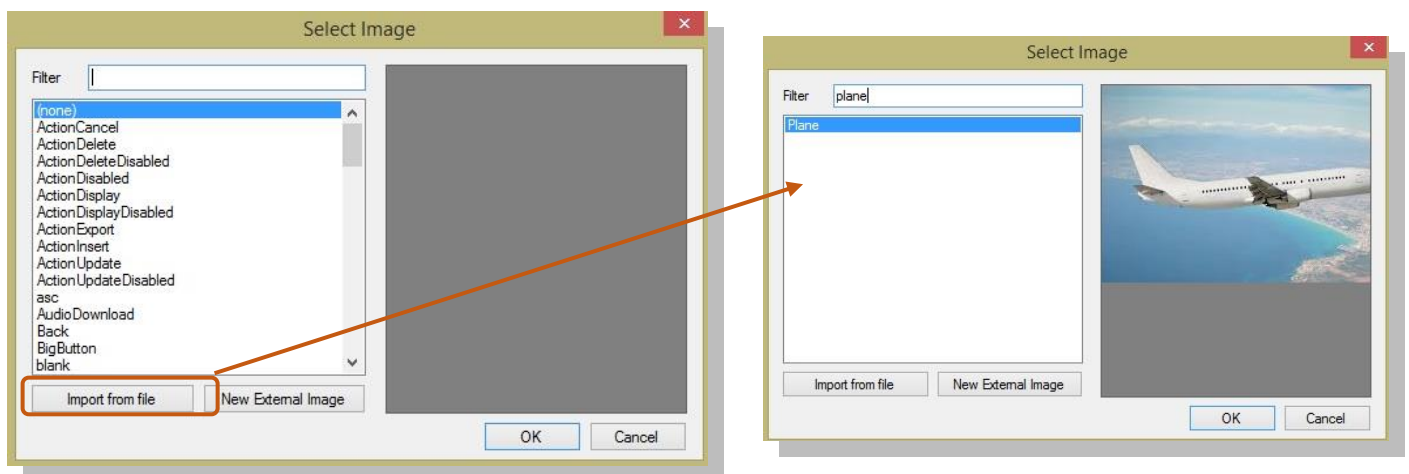 Select Image
Filter
(none)
ActionCancel
ActionDelete
ActionDeleteDisabled
ActionDisabled
ActionDisplay
ActionDisplayDisabled
ActionExport
ActionInsert
ActionUpdate
ActionUpdateDisabled
asc
AudioDownload
Back
BigButton
blank
Import from file New External Image
OK Cancel
Select Image
Filter plane
Plane
Import from file New External Image
OK Cancel